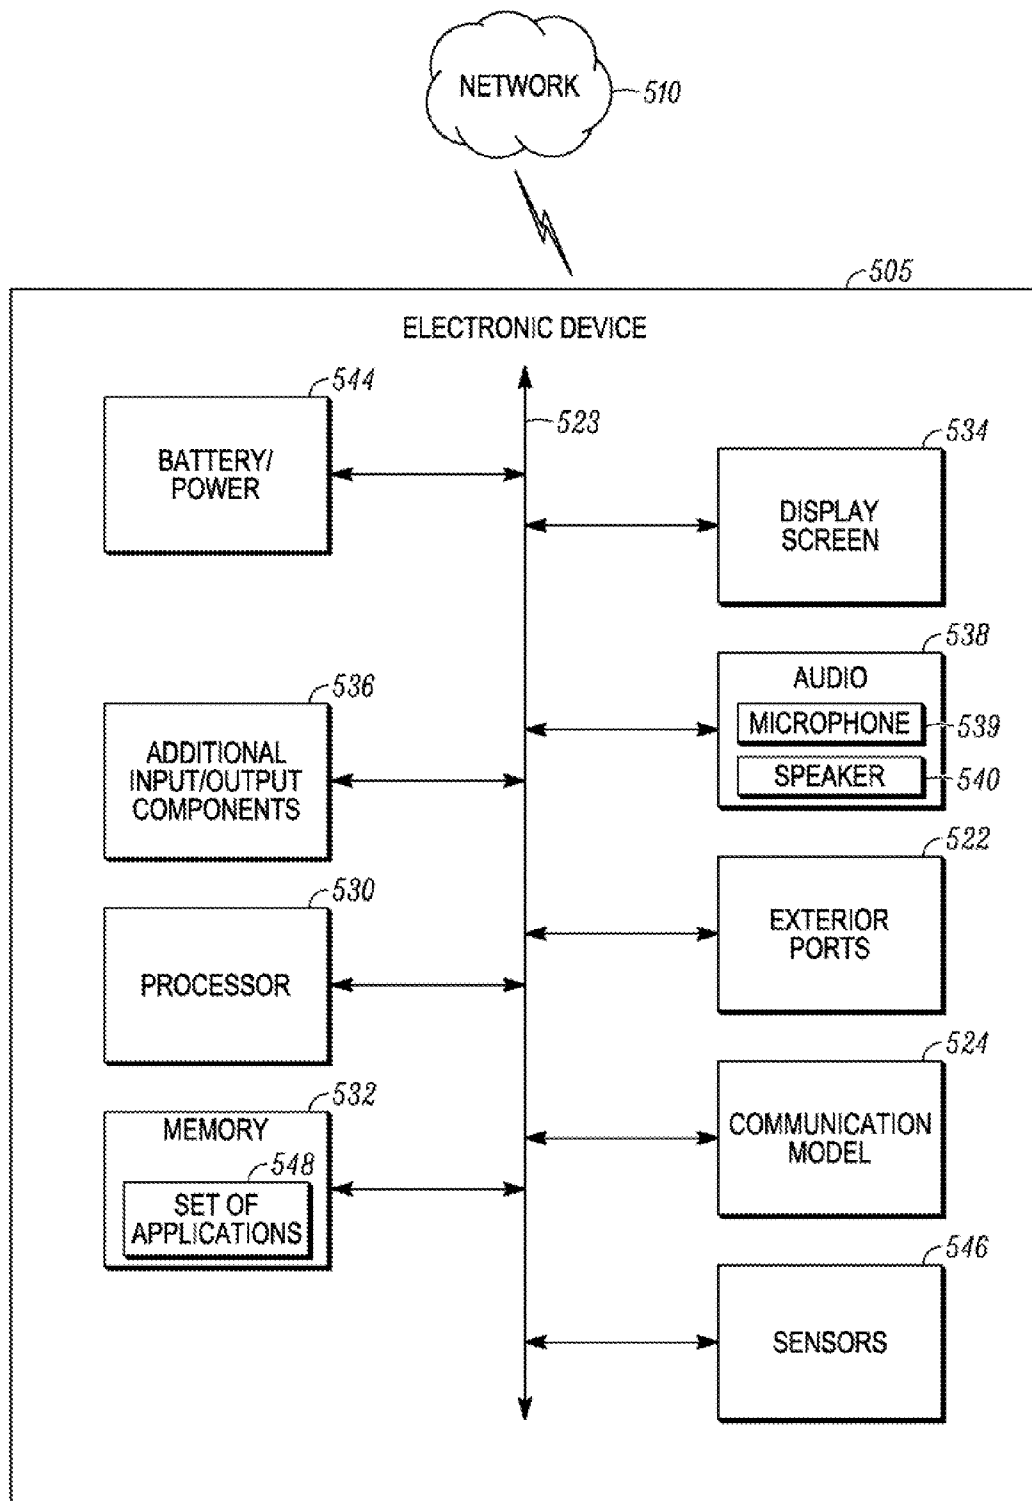 NETWORK
510
505
ELECTRONIC DEVICE
544
BATTERY/
POWER
523
534
DISPLAY
SCREEN
538
AUDIO
MICROPHONE
539
SPEAKER
540
536
ADDITIONAL
INPUT/OUTPUT
COMPONENTS
522
EXTERIOR
PORTS
530
PROCESSOR
524
COMMUNICATION
MODEL
532
MEMORY
548
SET OF
APPLICATIONS
546
SENSORS